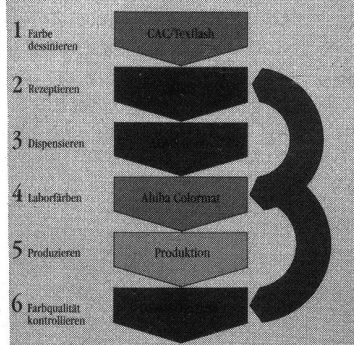 1 Farbe
dessinieren
CAC/Texflash
2 Rezeptieren
3 Dispensieren
4 Laborfärben
Ahiba Colormat
5 Produzieren
Produktion
6 Farbqualität
kontrollieren